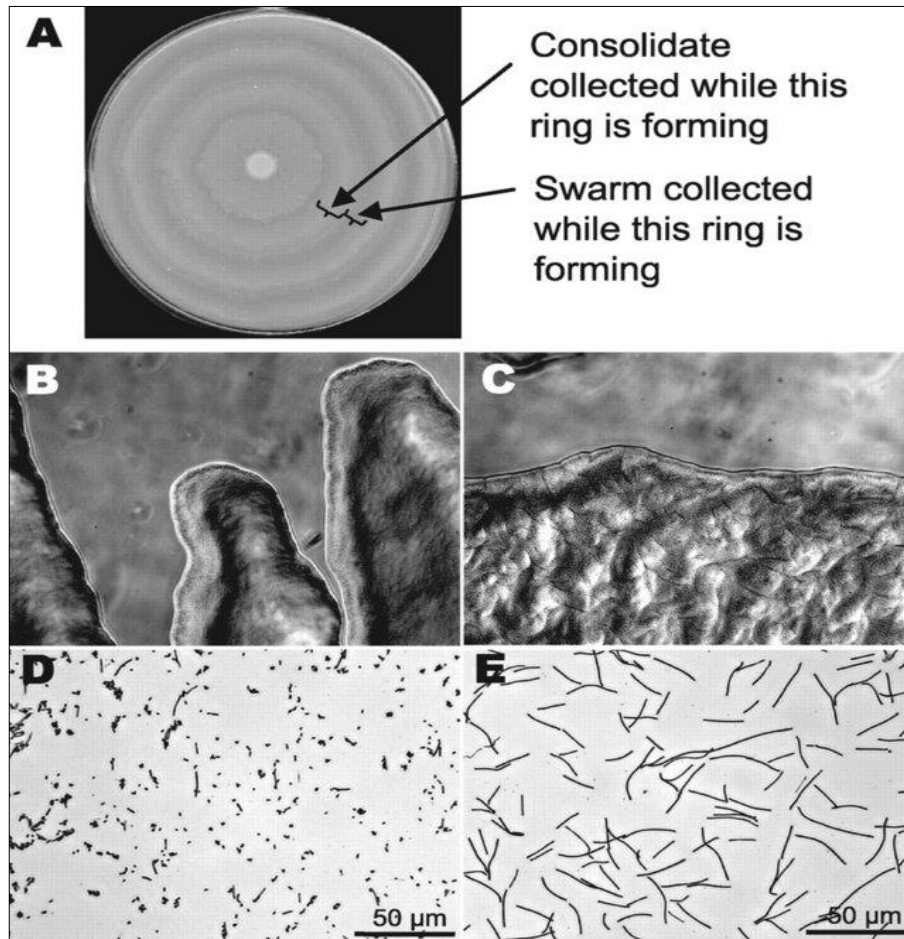 A
Consolidate
collected while this
ring is forming
Swarm collected
while this ring is
forming
B
C
D
50 µm
E
50 µm